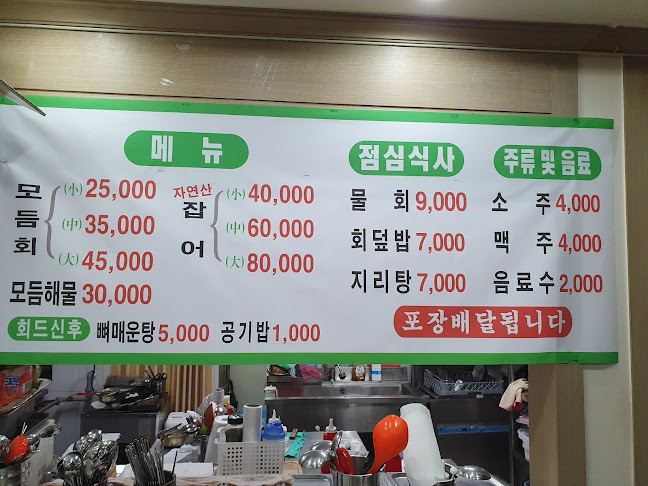 메 뉴
모듬회
(小) 25,000
(中) 35,000
(大) 45,000
자연산
잡어
(小) 40,000
(中) 60,000
(大) 80,000
모듬해물 30,000
회드신후 뼈매운탕 5,000 공기밥 1,000
점심식사
물 회 9,000
회덮밥 7,000
지리탕 7,000
주류 및 음료
소 주 4,000
맥 주 4,000
음료수 2,000
포장배달됩니다